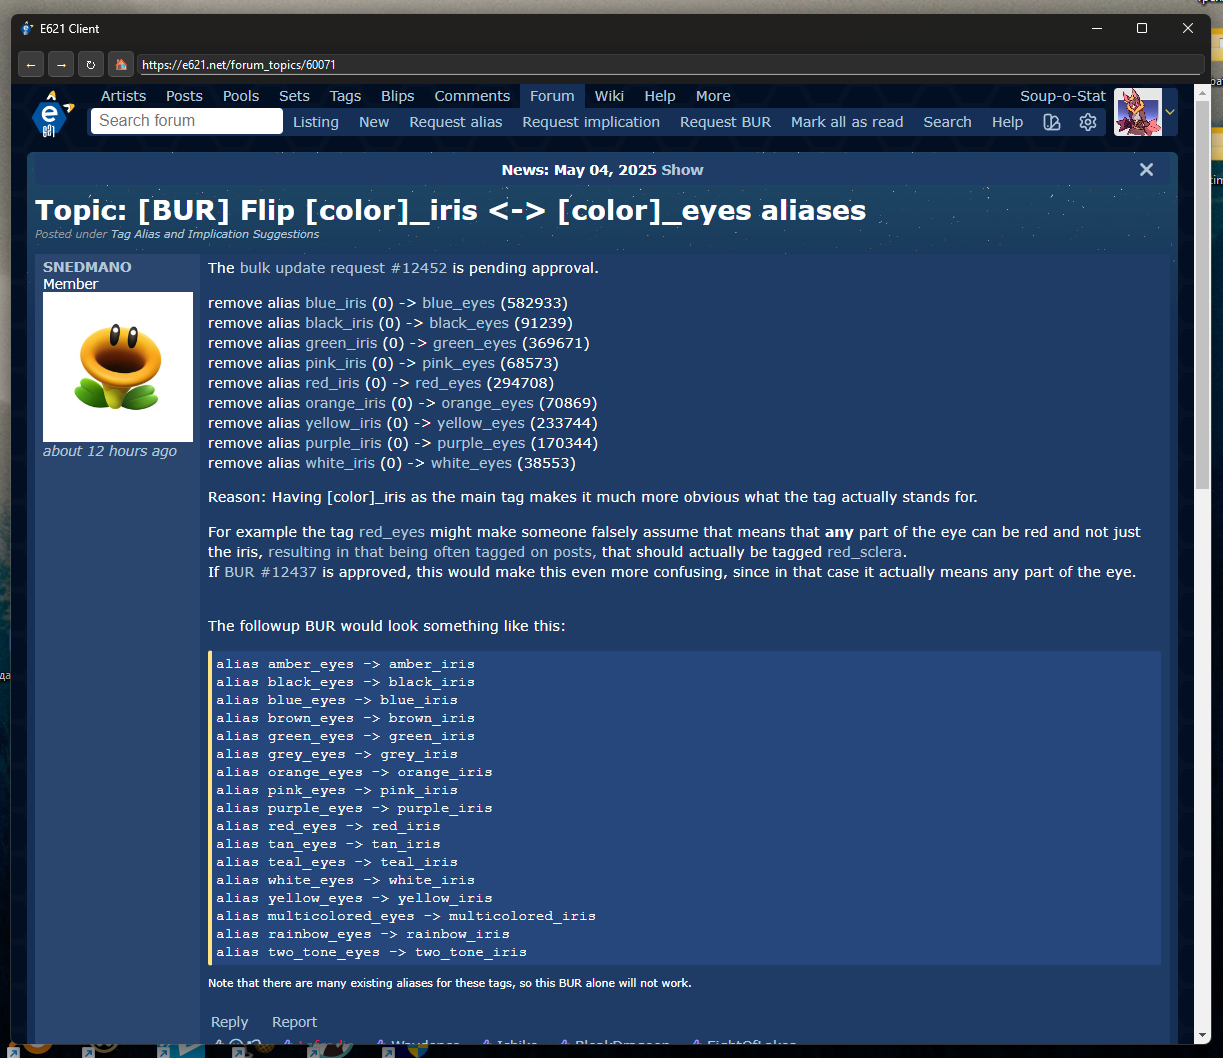 E621 Client
https://e621.net/forum_topics/60071
Artists Posts Pools Sets Tags Blips Comments Forum Wiki Help More Soup-o-Stat
Search forum Listing New Request alias Request implication Request BUR Mark all as read Search Help
e
621
News: May 04, 2025 Show
Topic: [BUR] Flip [color]_iris <-> [color]_eyes aliases
Posted under Tag Alias and Implication Suggestions
SNEDMANO
Member
about 12 hours ago
The bulk update request #12452 is pending approval.
remove alias blue_iris (0) -> blue_eyes (582933)
remove alias black_iris (0) -> black_eyes (91239)
remove alias green_iris (0) -> green_eyes (369671)
remove alias pink_iris (0) -> pink_eyes (68573)
remove alias red_iris (0) -> red_eyes (294708)
remove alias orange_iris (0) -> orange_eyes (70869)
remove alias yellow_iris (0) -> yellow_eyes (233744)
remove alias purple_iris (0) -> purple_eyes (170344)
remove alias white_iris (0) -> white_eyes (38553)
Reason: Having [color]_iris as the main tag makes it much more obvious what the tag actually stands for.
For example the tag red_eyes might make someone falsely assume that means that any part of the eye can be red and not just
the iris, resulting in that being often tagged on posts, that should actually be tagged red_sclera.
If BUR #12437 is approved, this would make this even more confusing, since in that case it actually means any part of the eye.
The followup BUR would look something like this:
alias amber_eyes -> amber_iris
alias black_eyes -> black_iris
alias blue_eyes -> blue_iris
alias brown_eyes -> brown_iris
alias green_eyes -> green_iris
alias grey_eyes -> grey_iris
alias orange_eyes -> orange_iris
alias pink_eyes -> pink_iris
alias purple_eyes -> purple_iris
alias red_eyes -> red_iris
alias tan_eyes -> tan_iris
alias teal_eyes -> teal_iris
alias white_eyes -> white_iris
alias yellow_eyes -> yellow_iris
alias multicolored_eyes -> multicolored_iris
alias rainbow_eyes -> rainbow_iris
alias two_tone_eyes -> two_tone_iris
Note that there are many existing aliases for these tags, so this BUR alone will not work.
Reply Report